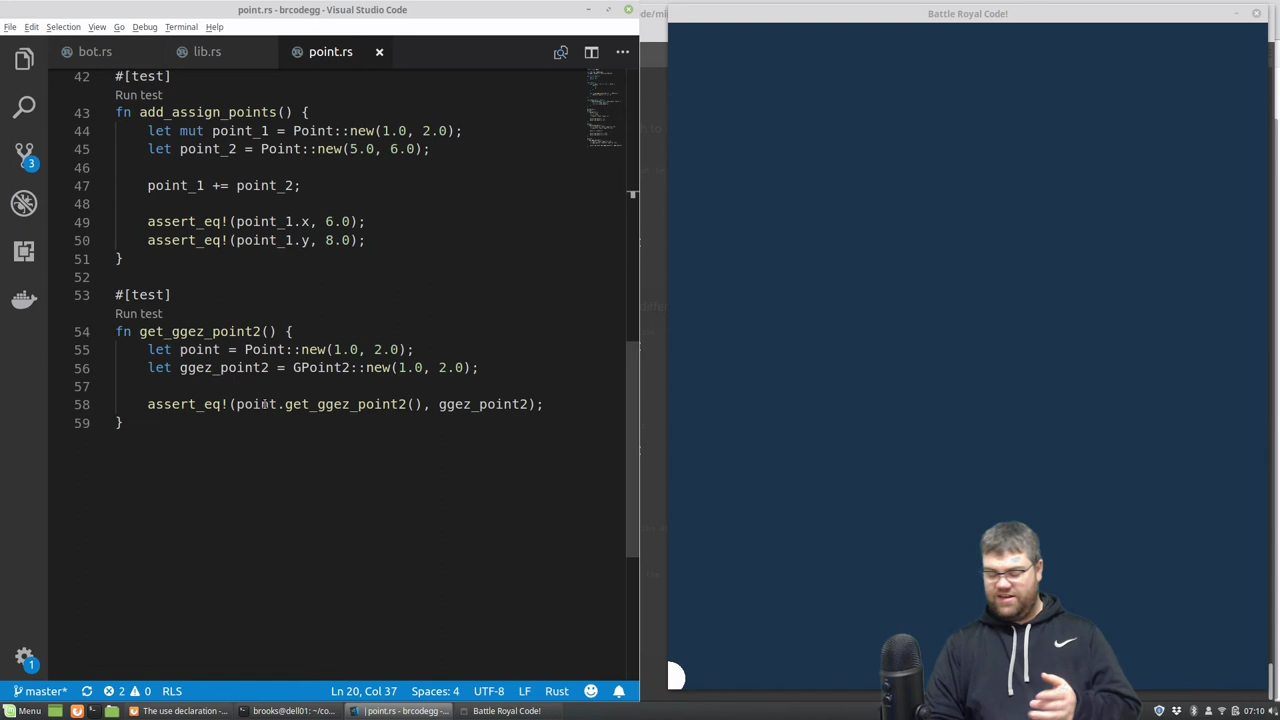 point.rs - brcodegg - Visual Studio Code
File Edit Selection View Go Debug Terminal Help
bot.rs lib.rs point.rs
42 #[test]
Run test
43 fn add_assign_points() {
44 let mut point_1 = Point::new(1.0, 2.0);
45 let point_2 = Point::new(5.0, 6.0);
46
47 point_1 += point_2;
48
49 assert_eq!(point_1.x, 6.0);
50 assert_eq!(point_1.y, 8.0);
51 }
52
53 #[test]
Run test
54 fn get_ggez_point2() {
55 let point = Point::new(1.0, 2.0);
56 let ggez_point2 = GPoint2::new(1.0, 2.0);
57
58 assert_eq!(point.get_ggez_point2(), ggez_point2);
59 }
3
1
master* 2 0 RLS Ln 20, Col 37 Spaces: 4 UTF-8 LF Rust
Battle Royal Code!
Menu The use declaration -... brooks@dell01: ~/co... |point.rs - brcodegg -... Battle Royal Code! 07:10